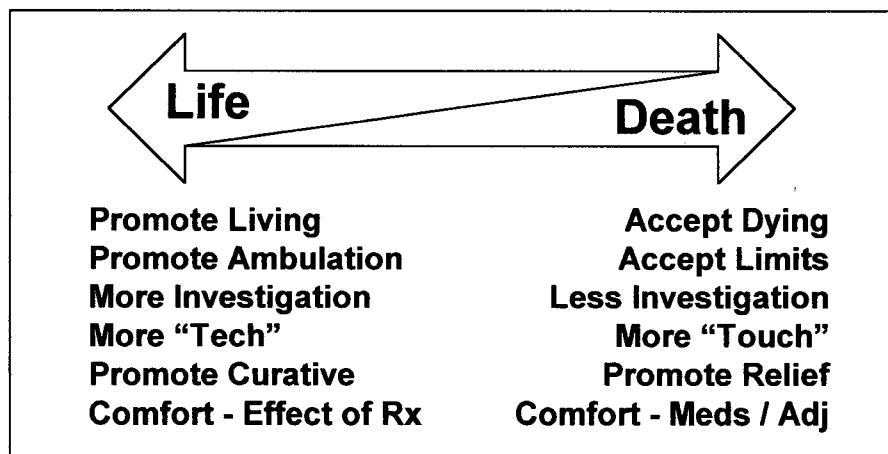 Life
Death
Promote Living Accept Dying
Promote Ambulation Accept Limits
More Investigation Less Investigation
More “Tech” More “Touch”
Promote Curative Promote Relief
Comfort - Effect of Rx Comfort - Meds / Adj